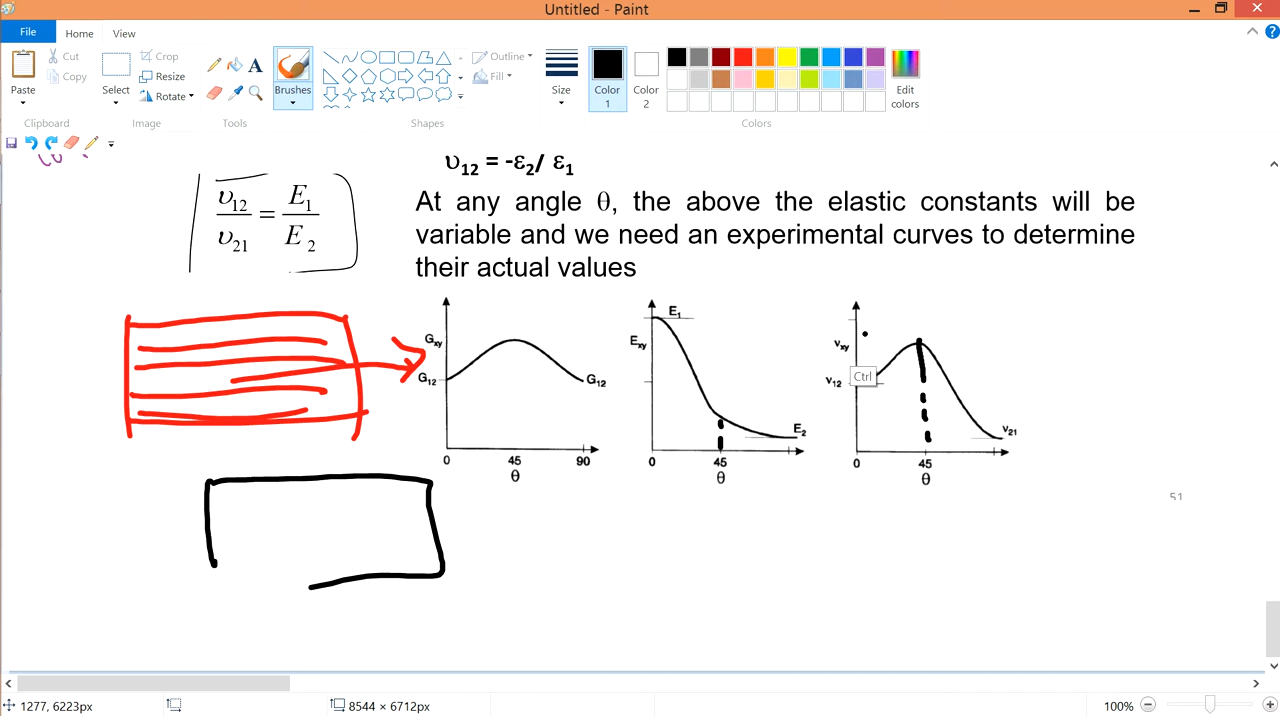 Untitled - Paint
File
Home
View
Paste
Cut
Copy
Clipboard
Select
Crop
Resize
Rotate
Image
A
Tools
Brushes
Shapes
Outline
Fill
Size
Color 1
Color 2
Edit colors
Colors
υ12 = -ε2/ ε1
υ12 / υ21 = E1 / E2
At any angle θ, the above the elastic constants will be
variable and we need an experimental curves to determine
their actual values
Gxy
G12
G12
0 45 90
θ
E1
Exy
E2
0 45
θ
νxy
ν12
Ctrl
ν21
0 45
θ
51
1277, 6223px
8544 × 6712px
100%